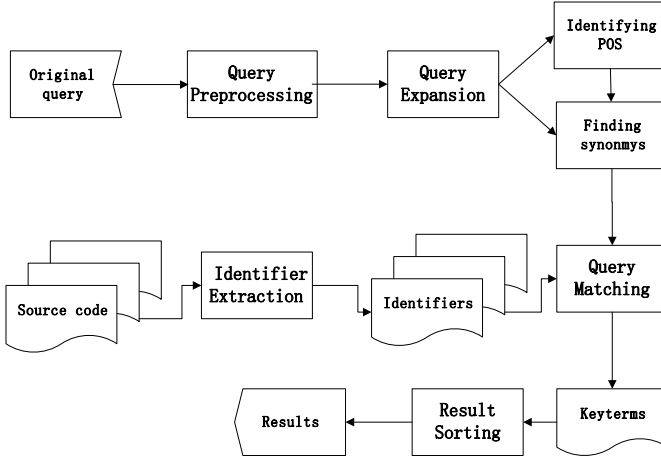 Original
query
Query
Preprocessing
Query
Expansion
Identifying
POS
Finding
synonmys
Source code
Identifier
Extraction
Identifiers
Query
Matching
Results
Result
Sorting
Keyterms